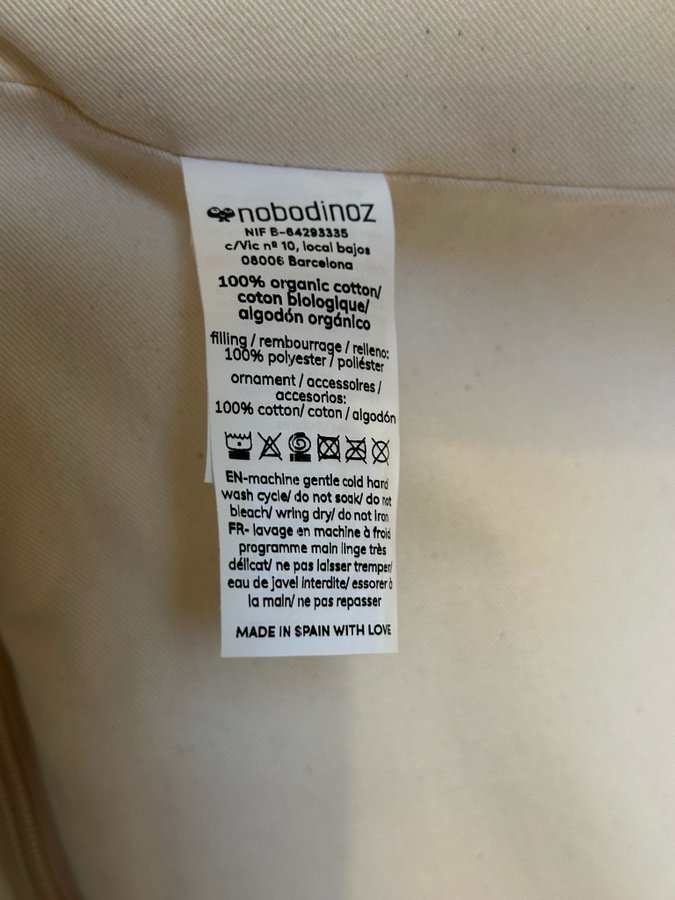 nobodinoz
NIF B-64293335
c/Vic nº 10, local bajos
08006 Barcelona
100% organic cotton/
coton biologique/
algodón orgánico
filling / rembourrage / relleno:
100% polyester / poliéster
ornament / accessoires /
accesorios:
100% cotton/ coton / algodón
EN-machine gentle cold hand
wash cycle/ do not soak/ do not
bleach/ wring dry/ do not iron
FR- lavage en machine à froid
programme main linge très
délicat/ ne pas laisser tremper/
eau de javel interdite/ essorer à
la main/ ne pas repasser
MADE IN SPAIN WITH LOVE